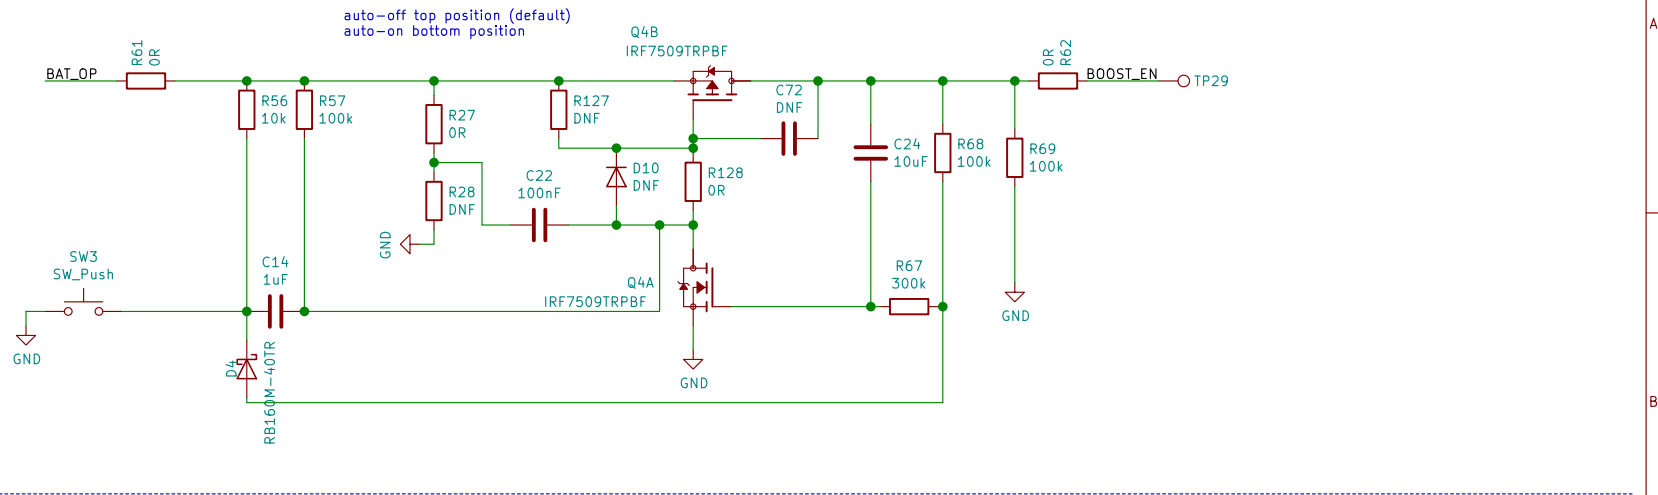 auto-off top position (default)
auto-on bottom position
A
Q4B
IRF7509TRPBF
R61
0R
0R
R62
BAT_OP
BOOST_EN
TP29
C72
DNF
R56
10k
R57
100k
R27
0R
R127
DNF
C24
10uF
R68
100k
R69
100k
D10
DNF
R128
0R
C22
100nF
R28
DNF
GND
SW3
SW_Push
C14
1uF
Q4A
IRF7509TRPBF
R67
300k
GND
GND
GND
D4
RB160M-40TR
B